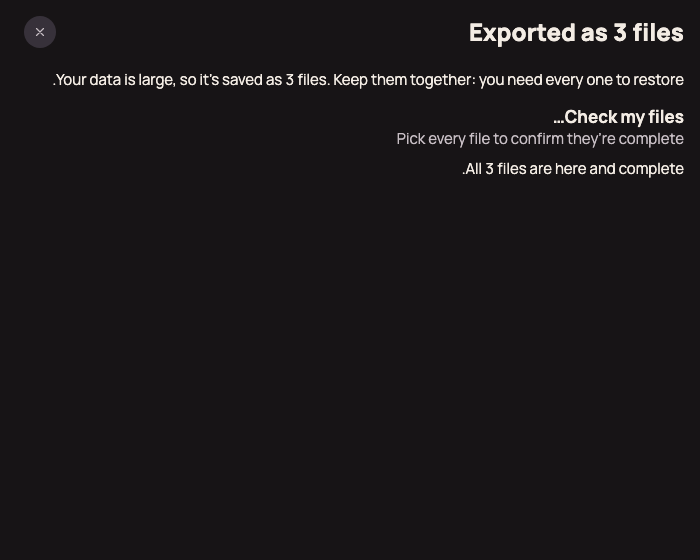 Exported as 3 files
.Your data is large, so it's saved as 3 files. Keep them together: you need every one to restore
...Check my files
Pick every file to confirm they're complete
.All 3 files are here and complete